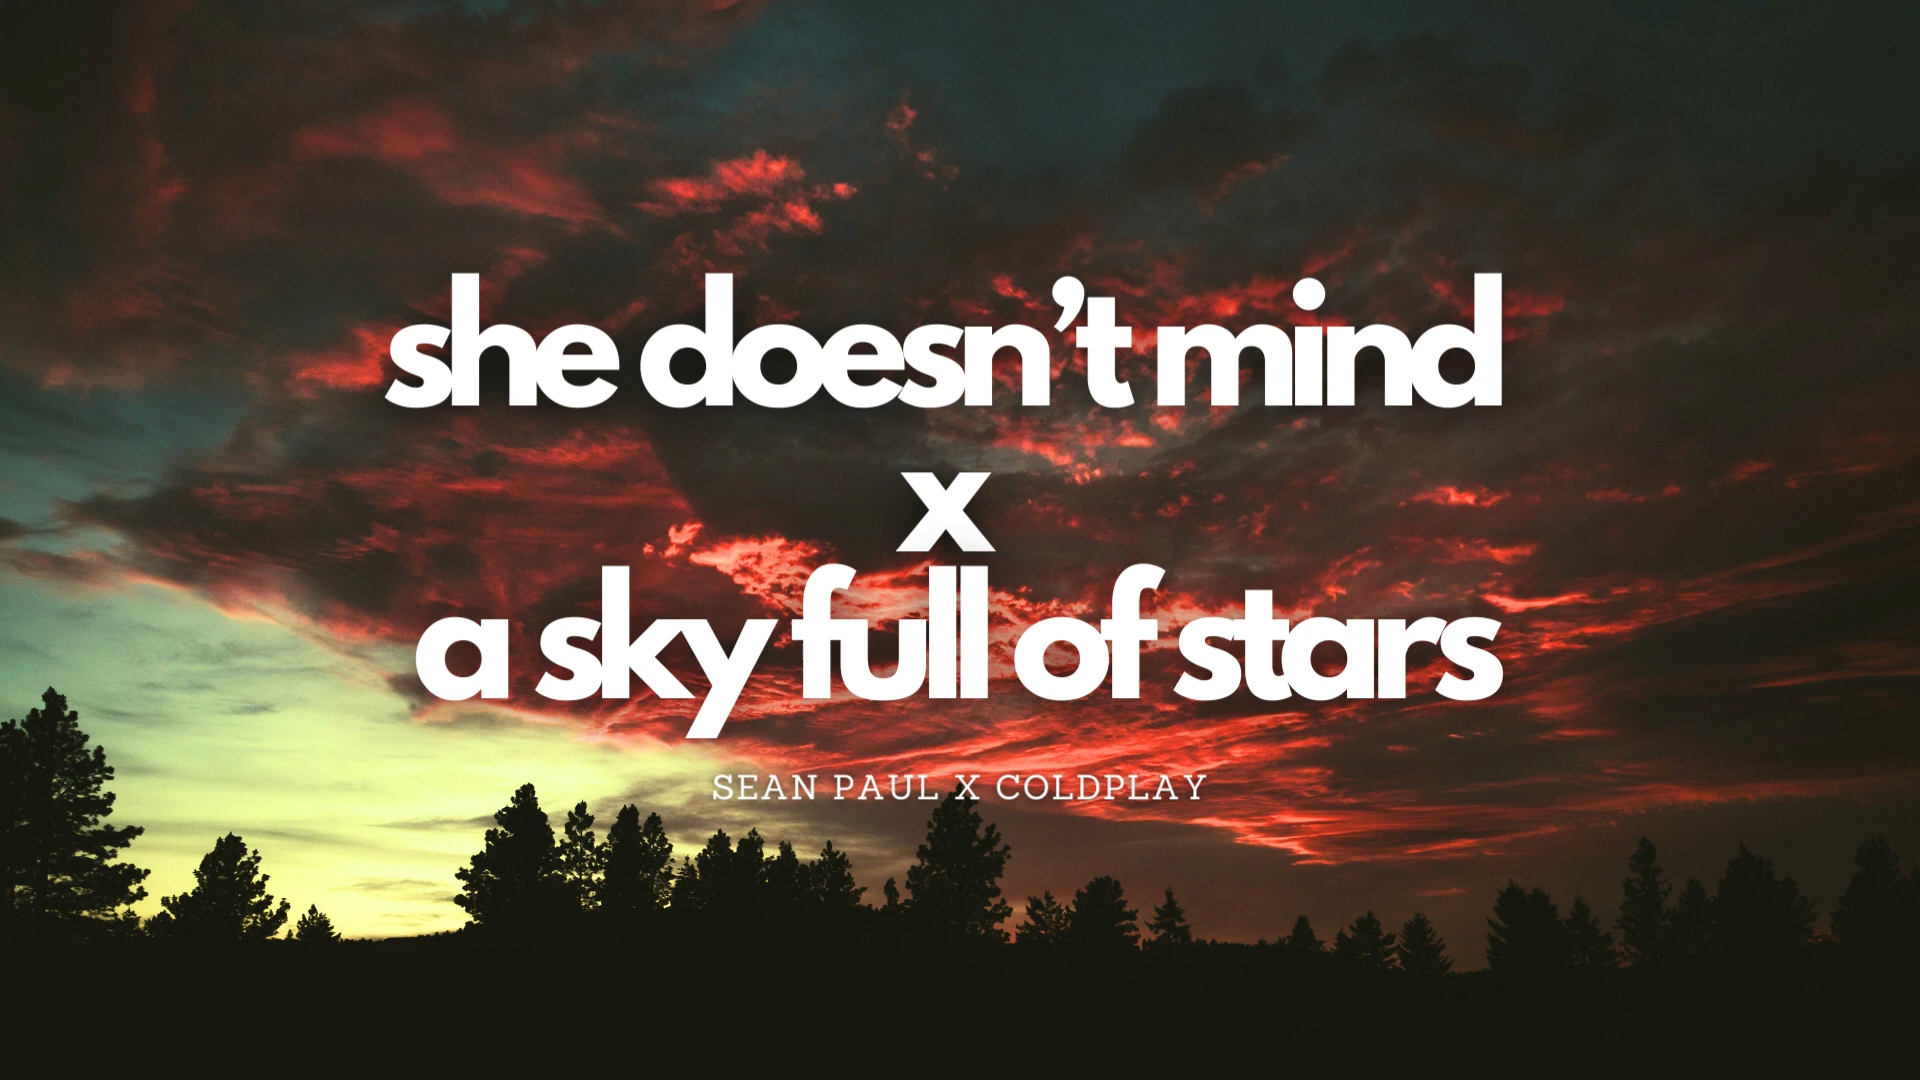 she doesn’t mind
x
a sky full of stars
SEAN PAUL X COLDPLAY